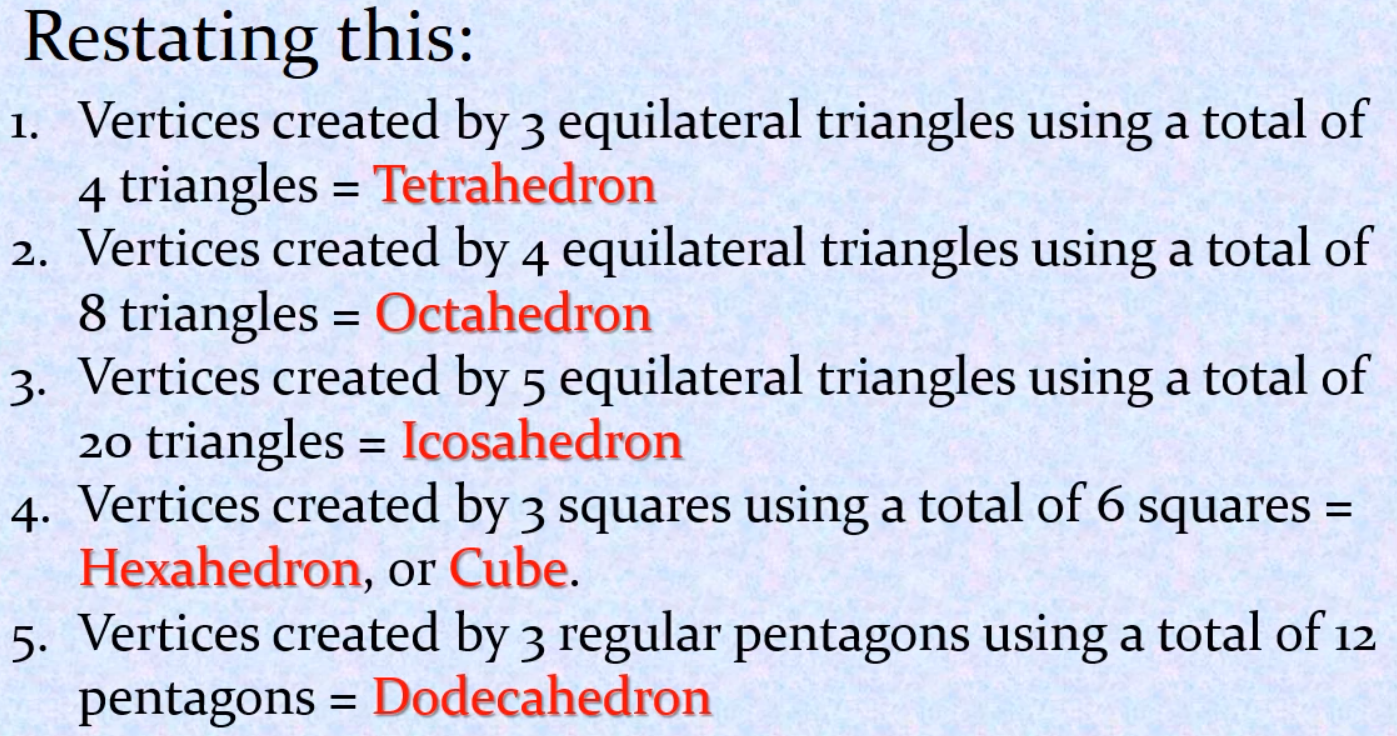 Restating this:
1. Vertices created by 3 equilateral triangles using a total of
4 triangles = Tetrahedron
2. Vertices created by 4 equilateral triangles using a total of
8 triangles = Octahedron
3. Vertices created by 5 equilateral triangles using a total of
20 triangles = Icosahedron
4. Vertices created by 3 squares using a total of 6 squares =
Hexahedron, or Cube.
5. Vertices created by 3 regular pentagons using a total of 12
pentagons = Dodecahedron